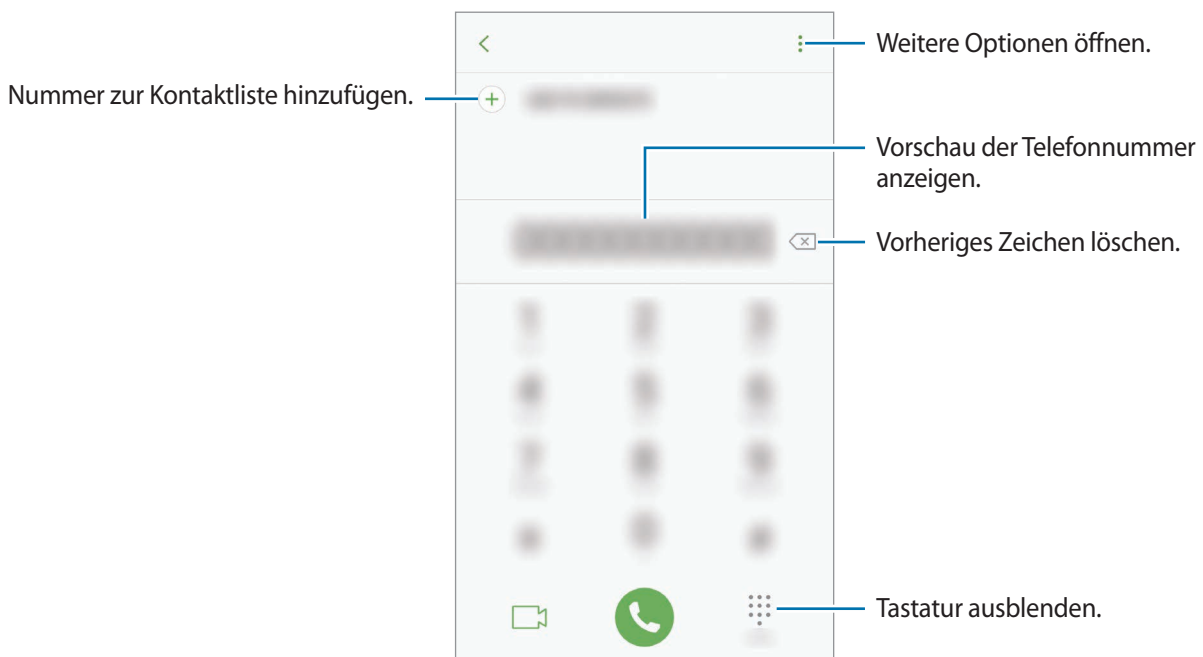 Weitere Optionen öffnen.
Nummer zur Kontaktliste hinzufügen.
Vorschau der Telefonnummer
anzeigen.
Vorheriges Zeichen löschen.
Tastatur ausblenden.